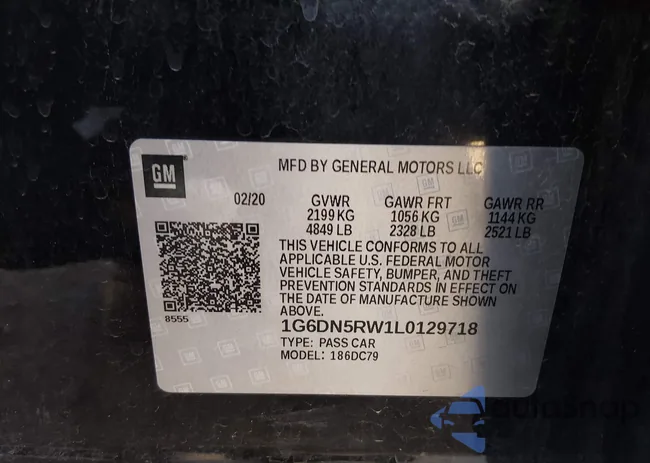 GM
MFD BY GENERAL MOTORS LLC
02/20
GVWR GAWR FRT GAWR RR
2199 KG 1056 KG 1144 KG
4849 LB 2328 LB 2521 LB
THIS VEHICLE CONFORMS TO ALL
APPLICABLE U.S. FEDERAL MOTOR
VEHICLE SAFETY, BUMPER, AND THEFT
PREVENTION STANDARDS IN EFFECT ON
THE DATE OF MANUFACTURE SHOWN
ABOVE.
8555
1G6DN5RW1L0129718
TYPE: PASS CAR
MODEL: 186DC79
autosnap